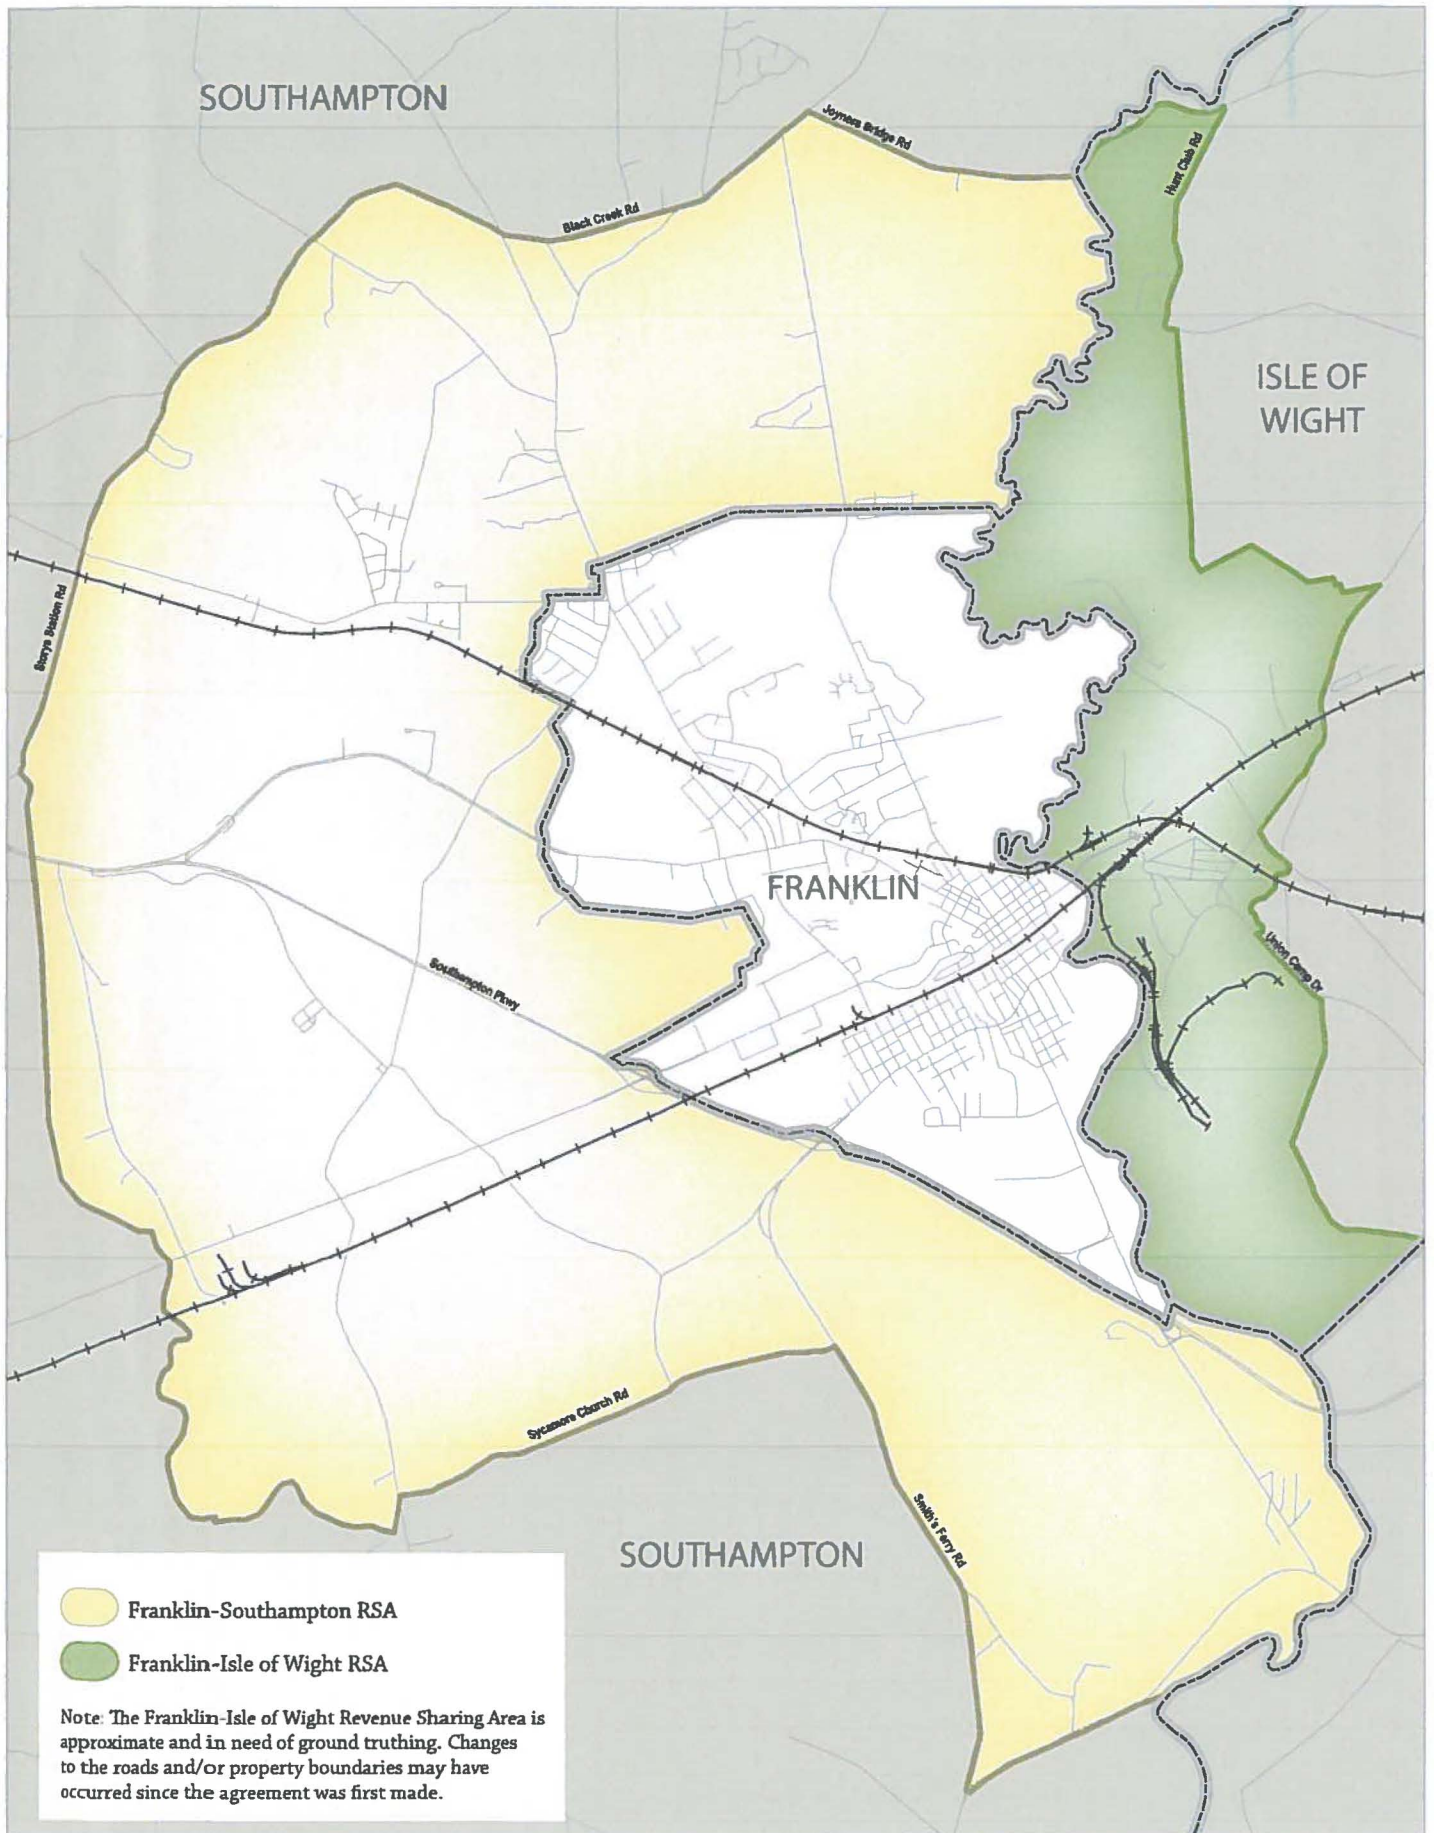 SOUTHAMPTON
Joyners Bridge Rd
Hunt Club Rd
Black Creek Rd
ISLE OF
WIGHT
Storys Station Rd
FRANKLIN
Union Camp Dr
Southampton Pkwy
Sycamore Church Rd
Smith's Ferry Rd
SOUTHAMPTON
Franklin-Southampton RSA
Franklin-Isle of Wight RSA
Note: The Franklin-Isle of Wight Revenue Sharing Area is
approximate and in need of ground truthing. Changes
to the roads and/or property boundaries may have
occurred since the agreement was first made.